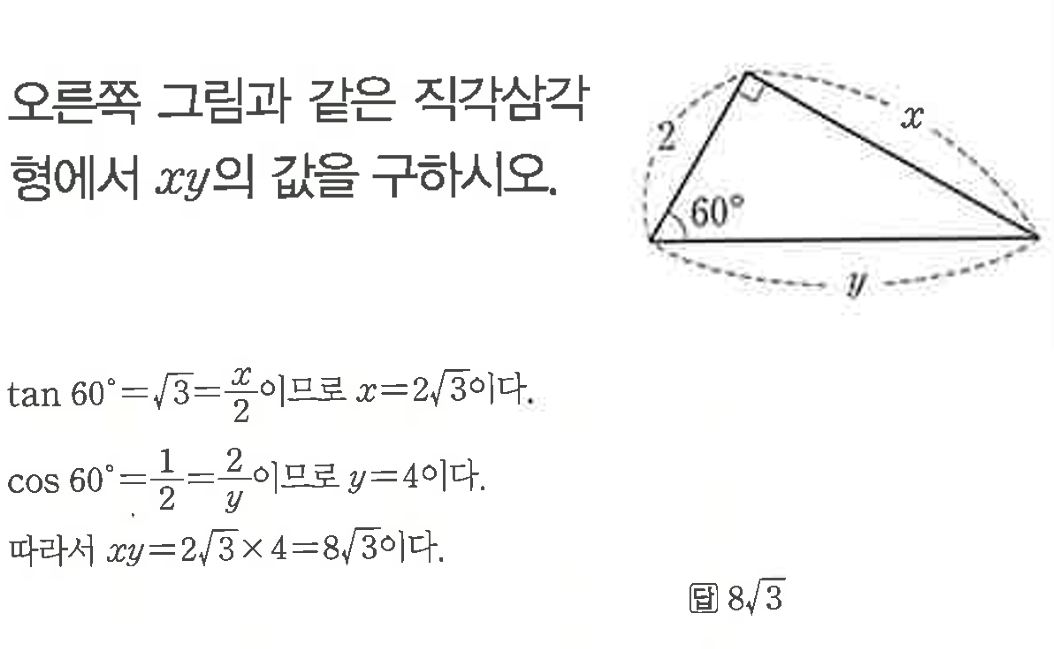 오른쪽 그림과 같은 직각삼각
형에서 xy의 값을 구하시오.
2
x
60°
y
tan 60°=√3=x/2이므로 x=2√3이다.
cos 60°=1/2=2/y이므로 y=4이다.
따라서 xy=2√3×4=8√3이다.
답 8√3